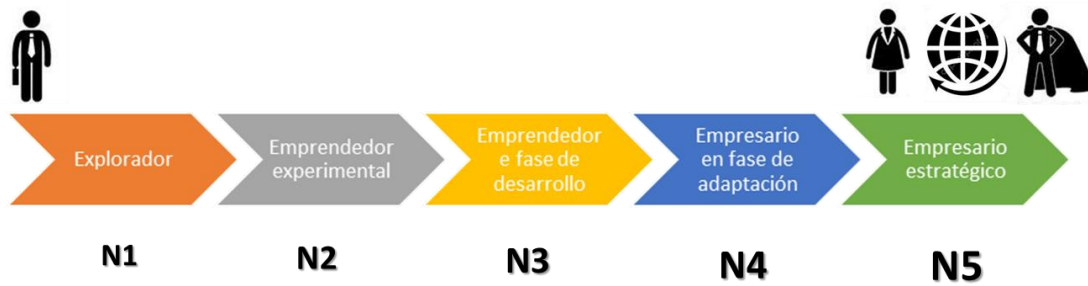 Explorador
Emprendedor
experimental
Emprendedor
e fase de
desarrollo
Empresario
en fase de
adaptación
Empresario
estratégico
N1
N2
N3
N4
N5